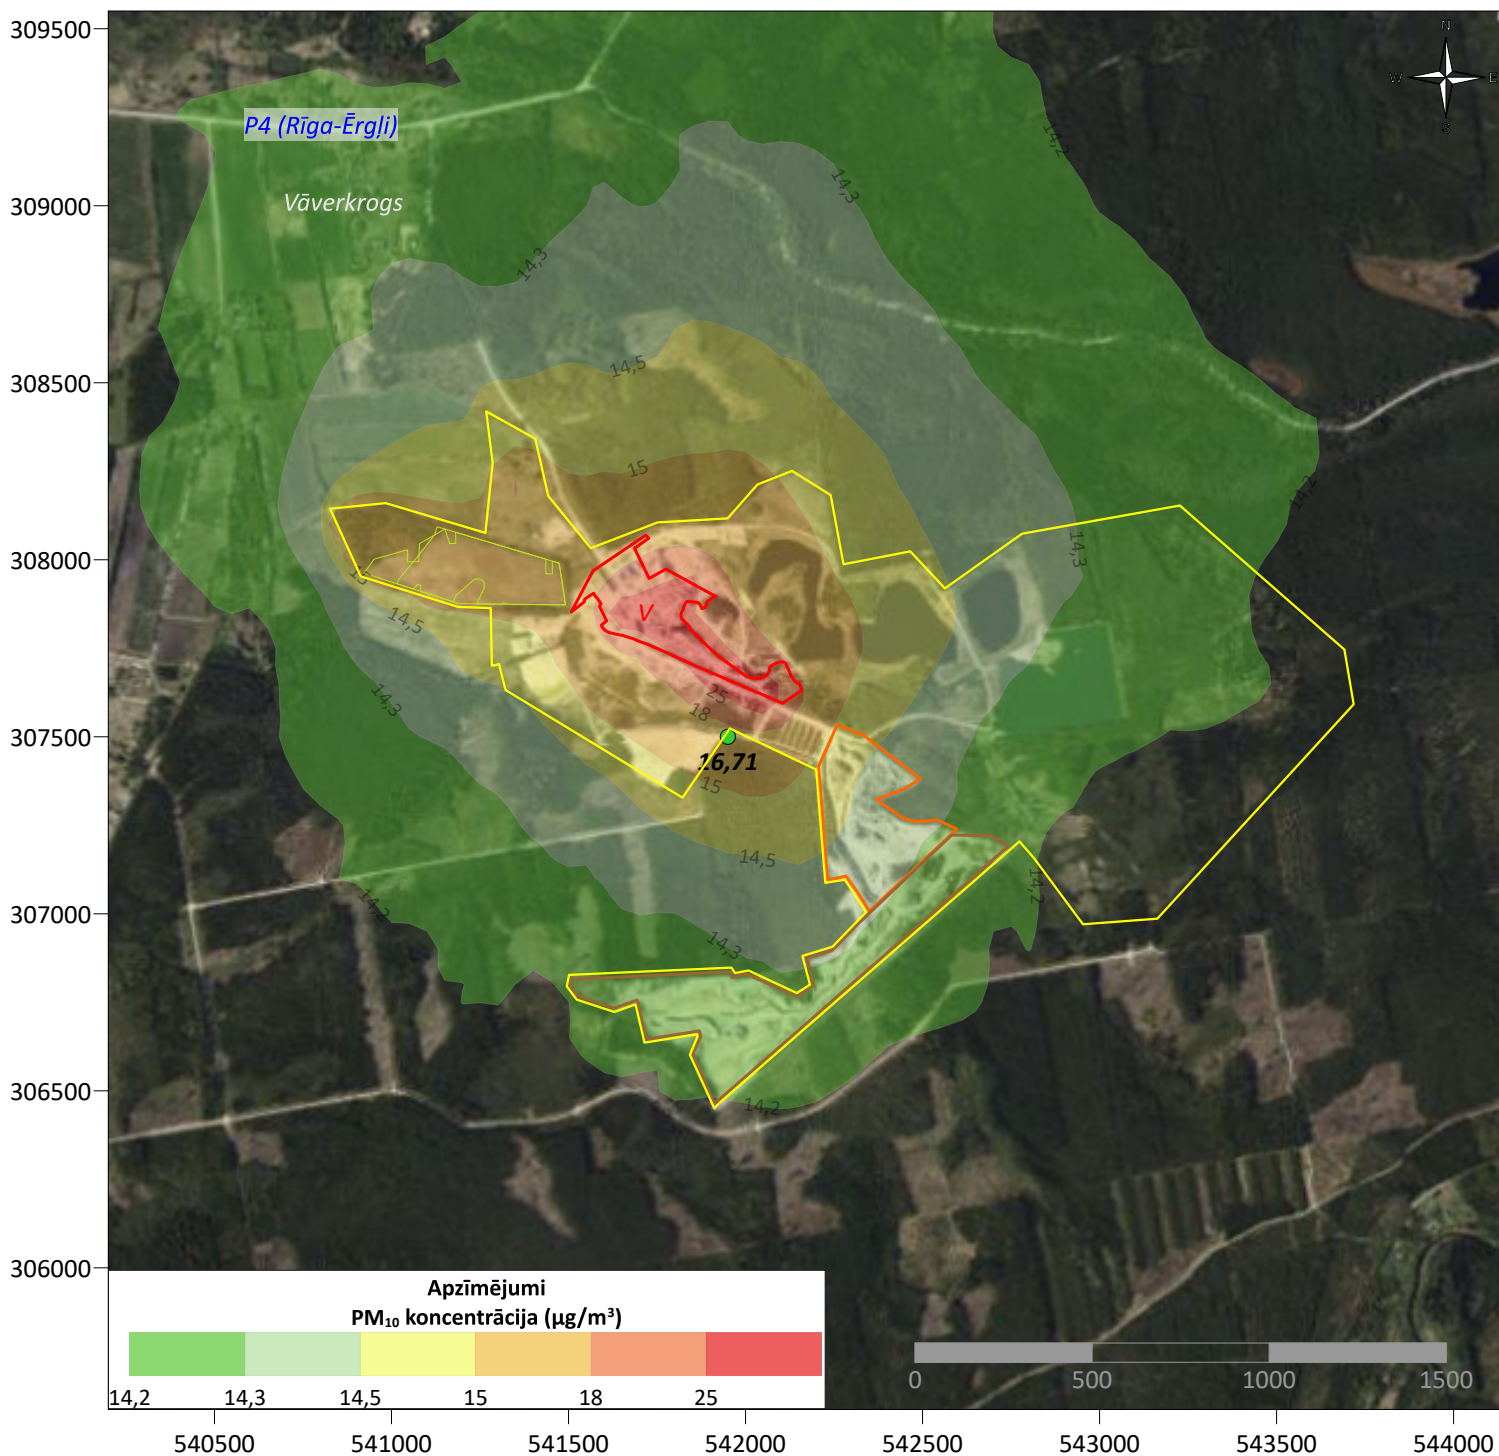 309500
309000
308500
308000
307500
307000
306500
306000
N
W
E
S
P4 (Rīga-Ērgļi)
Vāverkrogs
14,2
14,3
14,3
14,5
15
14,3
14,2
15
14,5
V
25
18
14,3
16,71
15
14,5
14,2
14,2
14,3
14,2
Apzīmējumi
PM₁₀ koncentrācija (µg/m³)
14,2 14,3 14,5 15 18 25
0 500 1000 1500
540500 541000 541500 542000 542500 543000 543500 544000